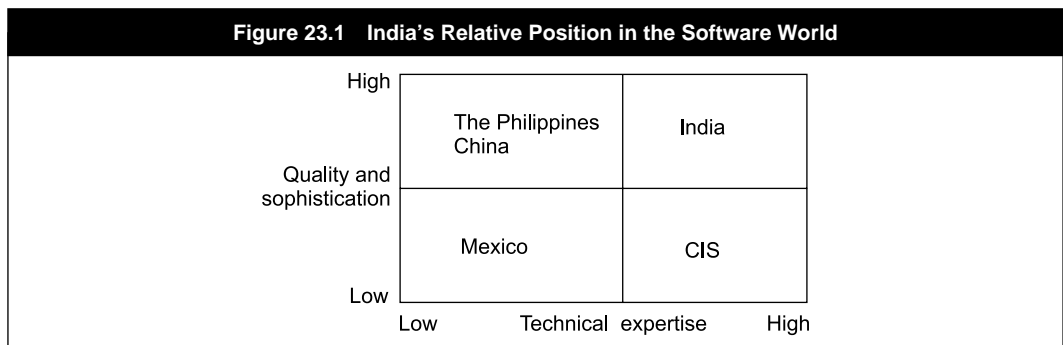 Figure 23.1 India’s Relative Position in the Software World
High
The Philippines
China
India
Quality and
sophistication
Mexico
CIS
Low
Low Technical expertise High